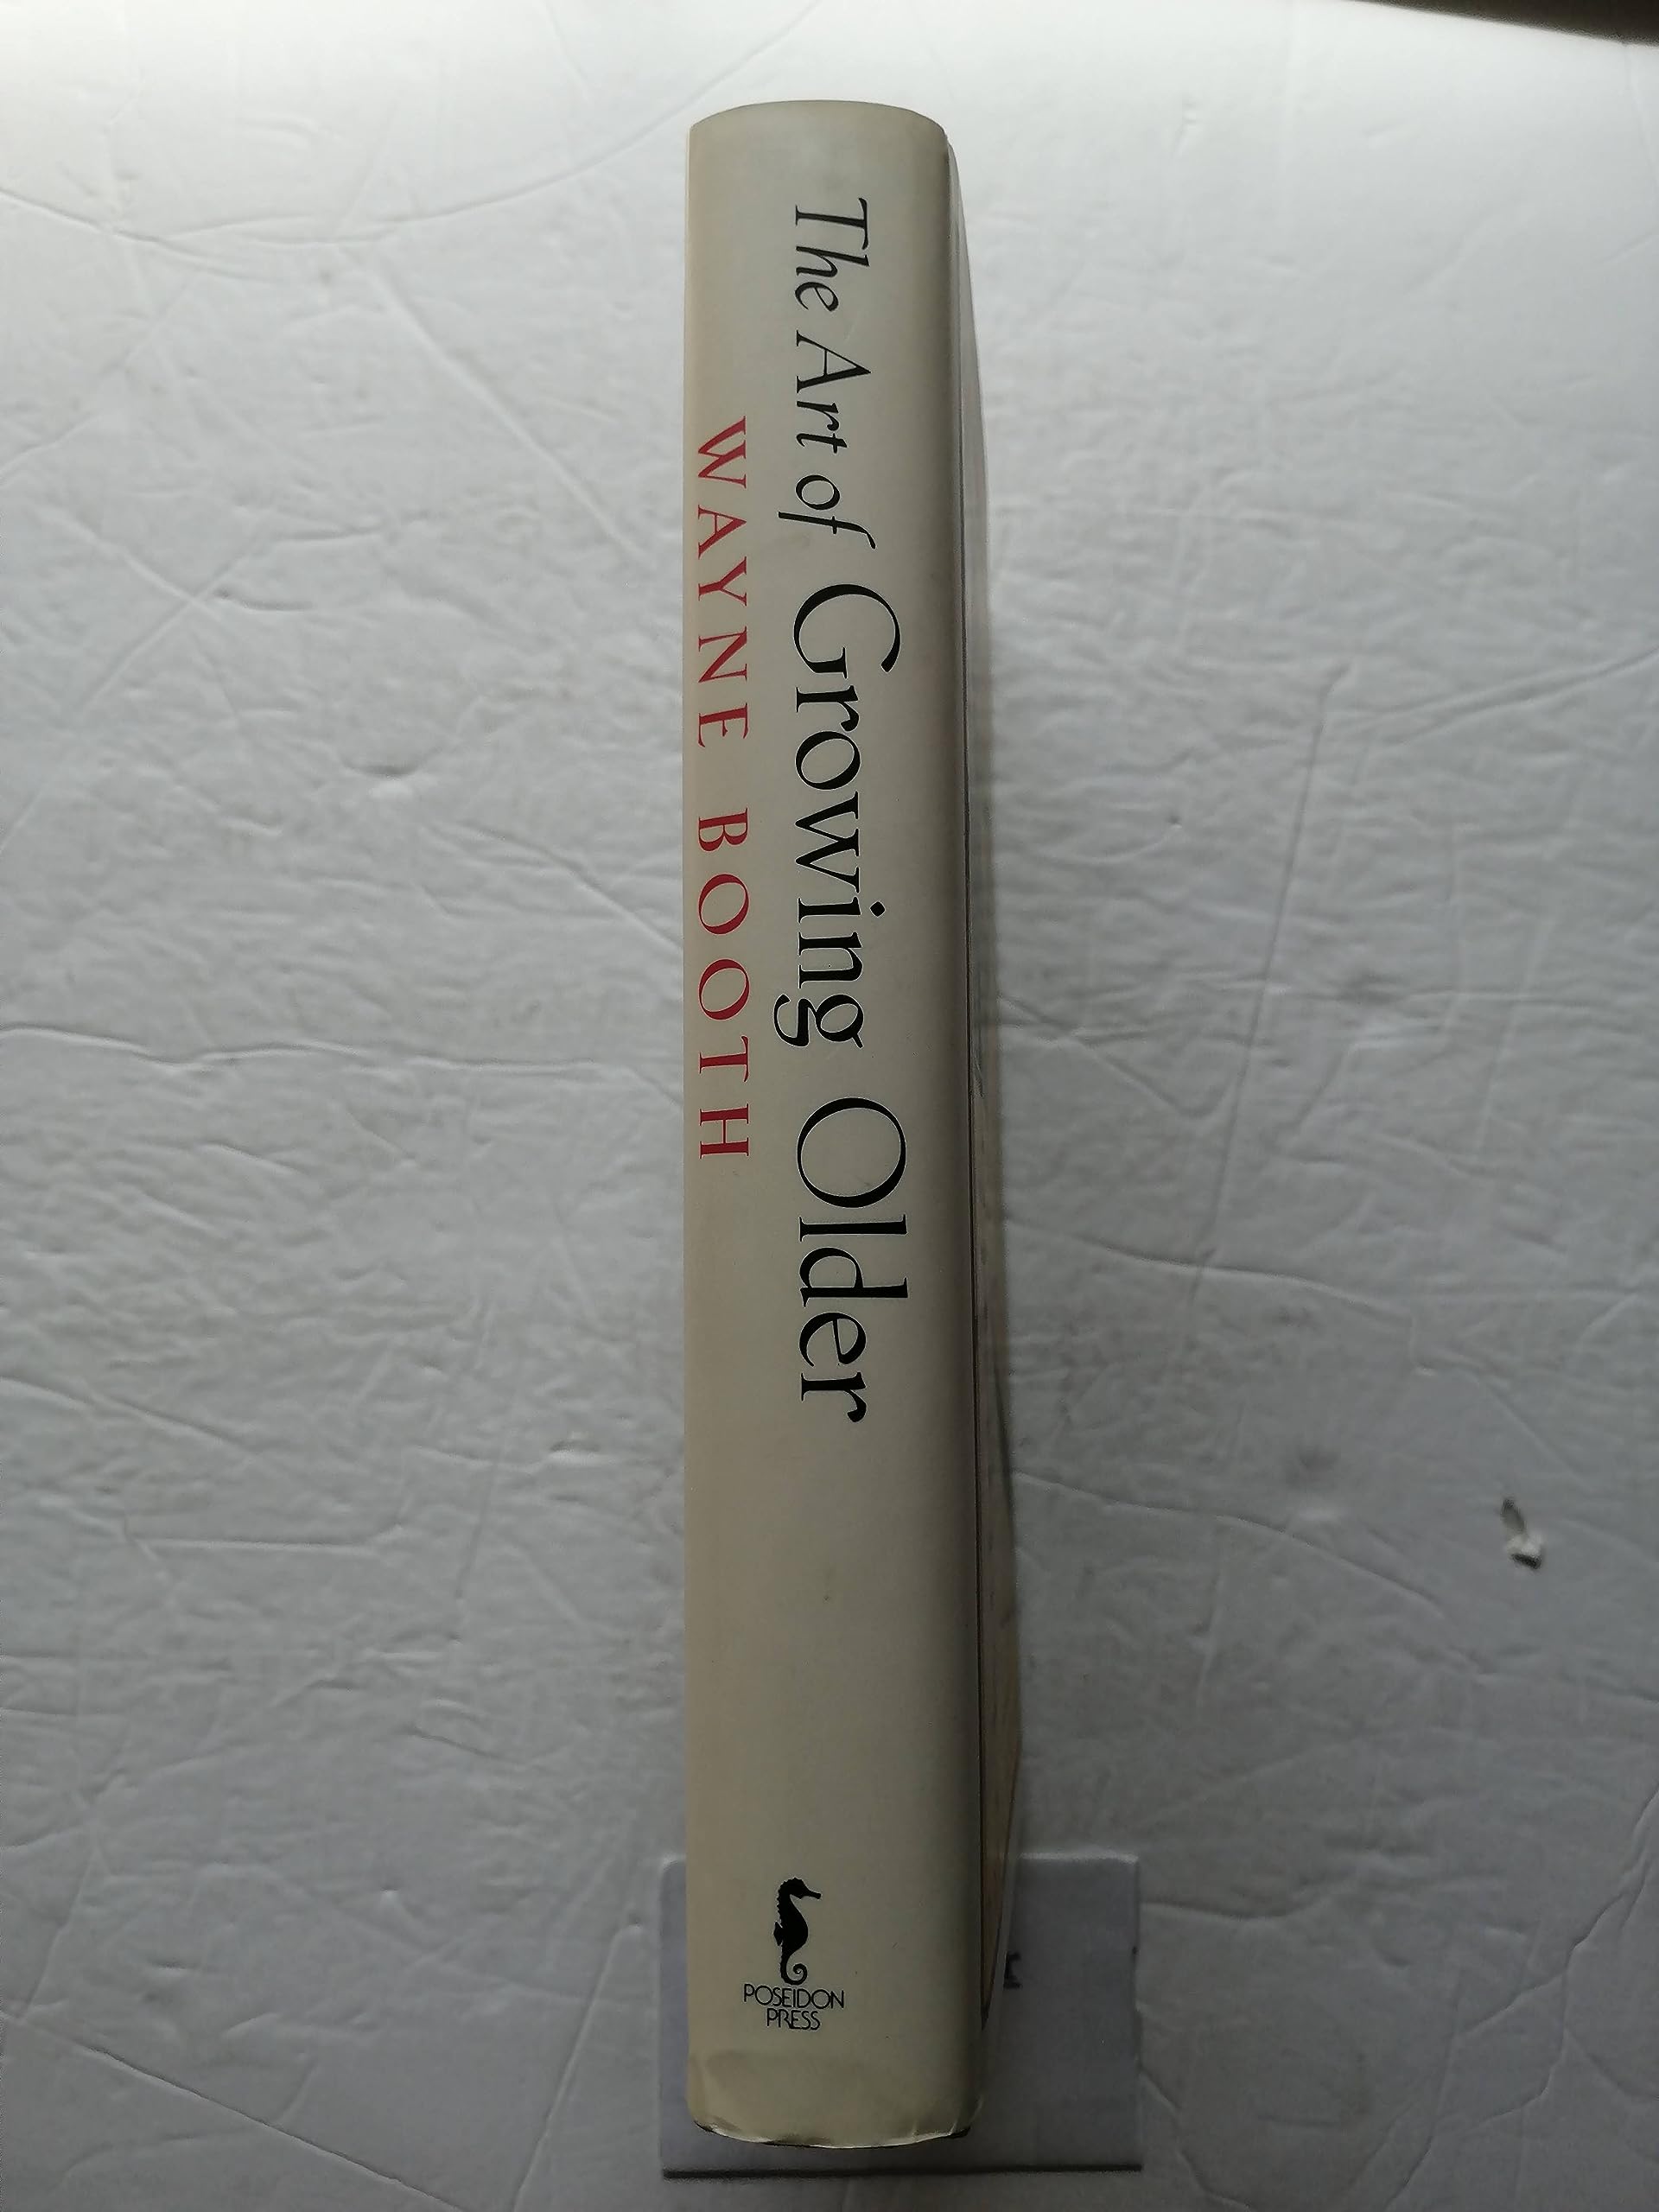 The Art of Growing Older
WAYNE BOOTH
POSEIDON
PRESS